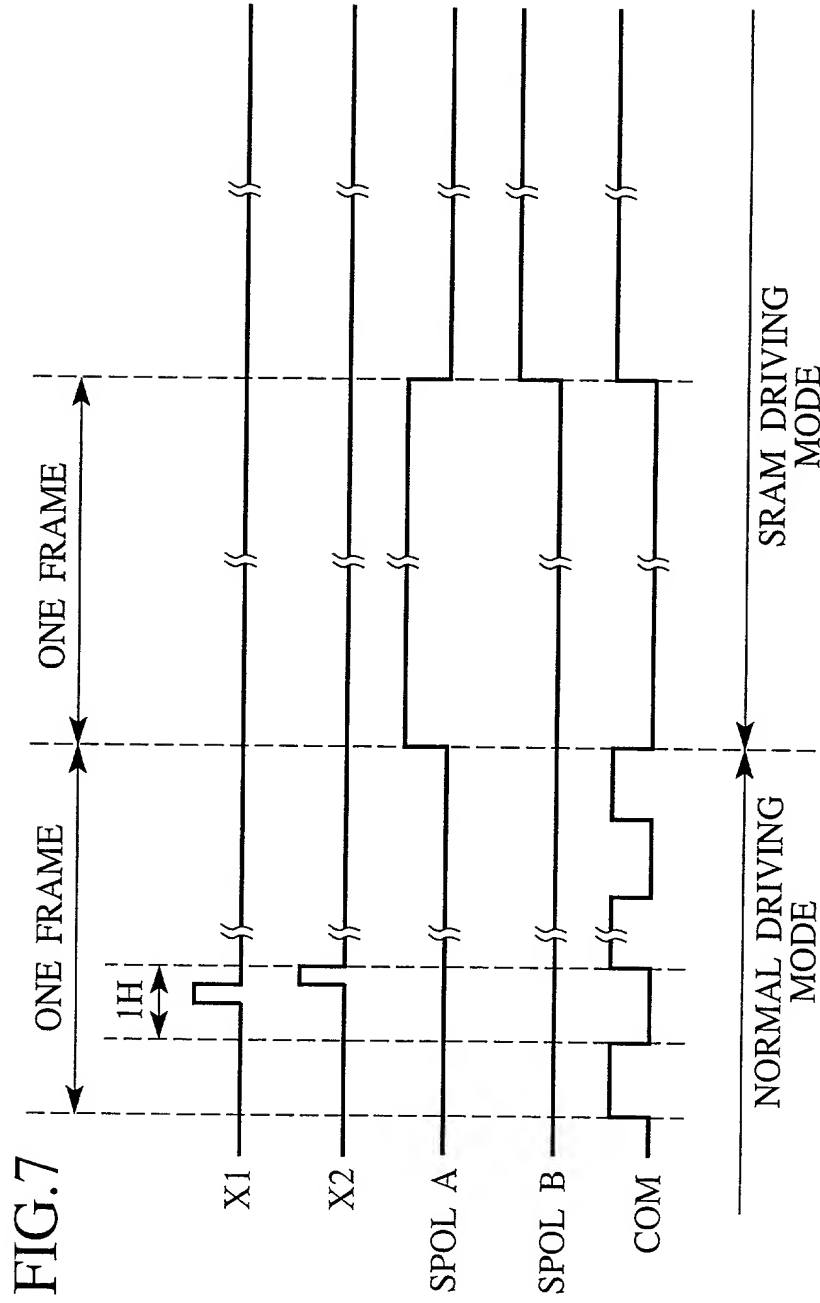 FIG.7
ONE FRAME
ONE FRAME
1H
X1
X2
SPOL A
SPOL B
COM
NORMAL DRIVING
MODE
SRAM DRIVING
MODE